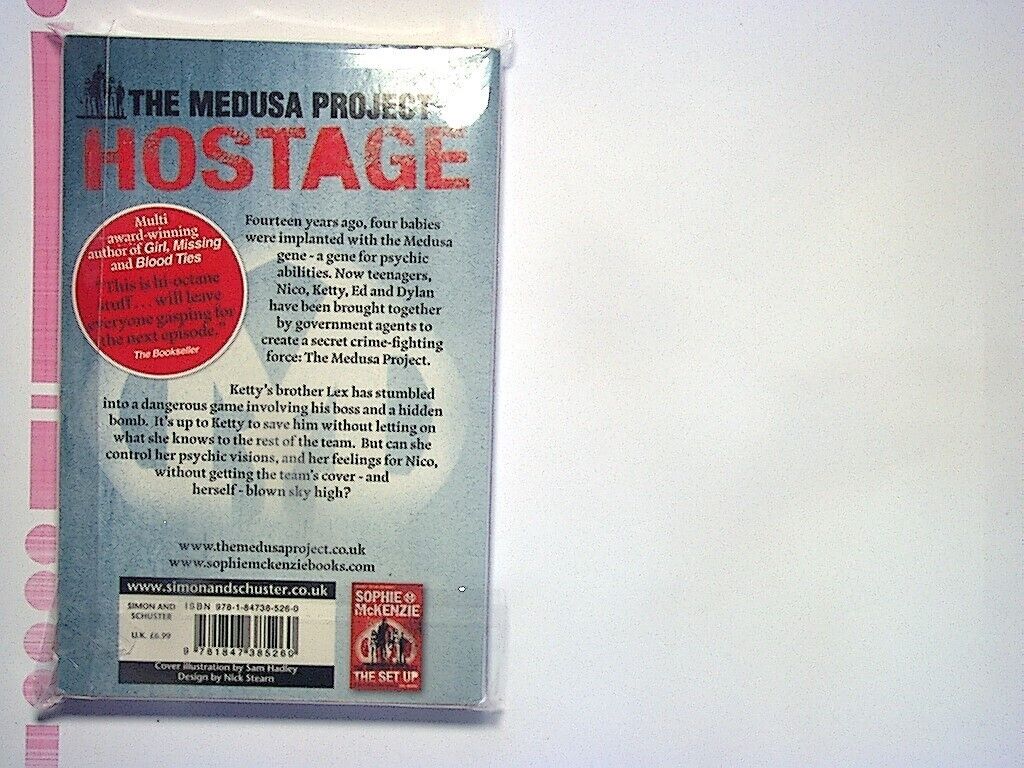 THE MEDUSA PROJECT
HOSTAGE
Multi
award-winning
author of Girl, Missing
and Blood Ties
"This is hi-octane
stuff... will leave
everyone gasping for
the next episode."
The Bookseller
Fourteen years ago, four babies
were implanted with the Medusa
gene - a gene for psychic
abilities. Now teenagers,
Nico, Ketty, Ed and Dylan
have been brought together
by government agents to
create a secret crime-fighting
force: The Medusa Project.
Ketty's brother Lex has stumbled
into a dangerous game involving his boss and a hidden
bomb. It's up to Ketty to save him without letting on
what she knows to the rest of the team. But can she
control her psychic visions, and her feelings for Nico,
without getting the team's cover - and
herself - blown sky high?
www.themedusaproject.co.uk
www.sophiemckenziebooks.com
www.simonandschuster.co.uk
SIMON AND
SCHUSTER
U.K. £6.99
ISBN 978-1-84738-526-0
9 781847 385260
Cover illustration by Sam Hadley
Design by Nick Stearn
SOPHIE
McKENZIE
THE SET UP